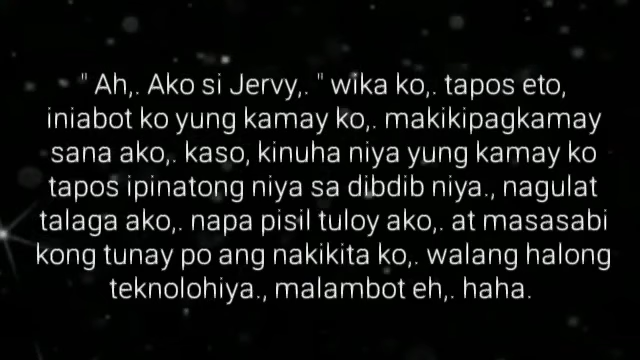 " Ah,. Ako si Jervy,. " wika ko,. tapos eto,
iniabot ko yung kamay ko,. makikipagkamay
sana ako,. kaso, kinuha niya yung kamay ko
tapos ipinatong niya sa dibdib niya., nagulat
talaga ako,. napa pisil tuloy ako,. at masasabi
kong tunay po ang nakikita ko,. walang halong
teknolohiya., malambot eh,. haha.